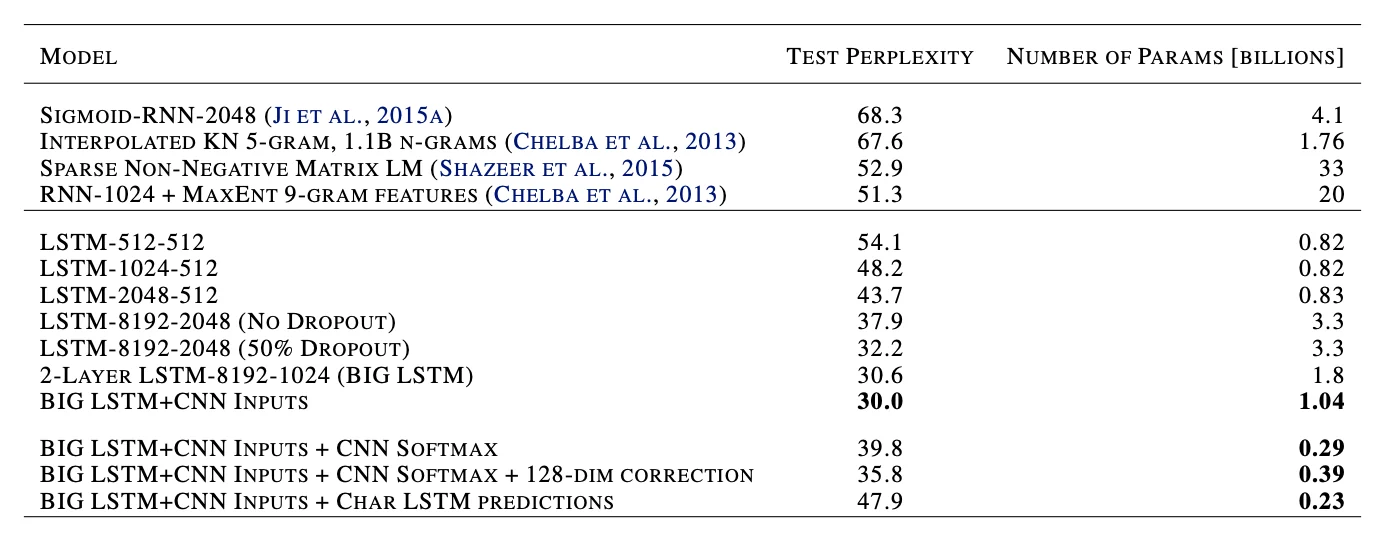 MODEL TEST PERPLEXITY NUMBER OF PARAMS [BILLIONS]
SIGMOID-RNN-2048 (JI ET AL., 2015A) 68.3 4.1
INTERPOLATED KN 5-GRAM, 1.1B N-GRAMS (CHELBA ET AL., 2013) 67.6 1.76
SPARSE NON-NEGATIVE MATRIX LM (SHAZEER ET AL., 2015) 52.9 33
RNN-1024 + MAXENT 9-GRAM FEATURES (CHELBA ET AL., 2013) 51.3 20
LSTM-512-512 54.1 0.82
LSTM-1024-512 48.2 0.82
LSTM-2048-512 43.7 0.83
LSTM-8192-2048 (NO DROPOUT) 37.9 3.3
LSTM-8192-2048 (50% DROPOUT) 32.2 3.3
2-LAYER LSTM-8192-1024 (BIG LSTM) 30.6 1.8
BIG LSTM+CNN INPUTS 30.0 1.04
BIG LSTM+CNN INPUTS + CNN SOFTMAX 39.8 0.29
BIG LSTM+CNN INPUTS + CNN SOFTMAX + 128-DIM CORRECTION 35.8 0.39
BIG LSTM+CNN INPUTS + CHAR LSTM PREDICTIONS 47.9 0.23